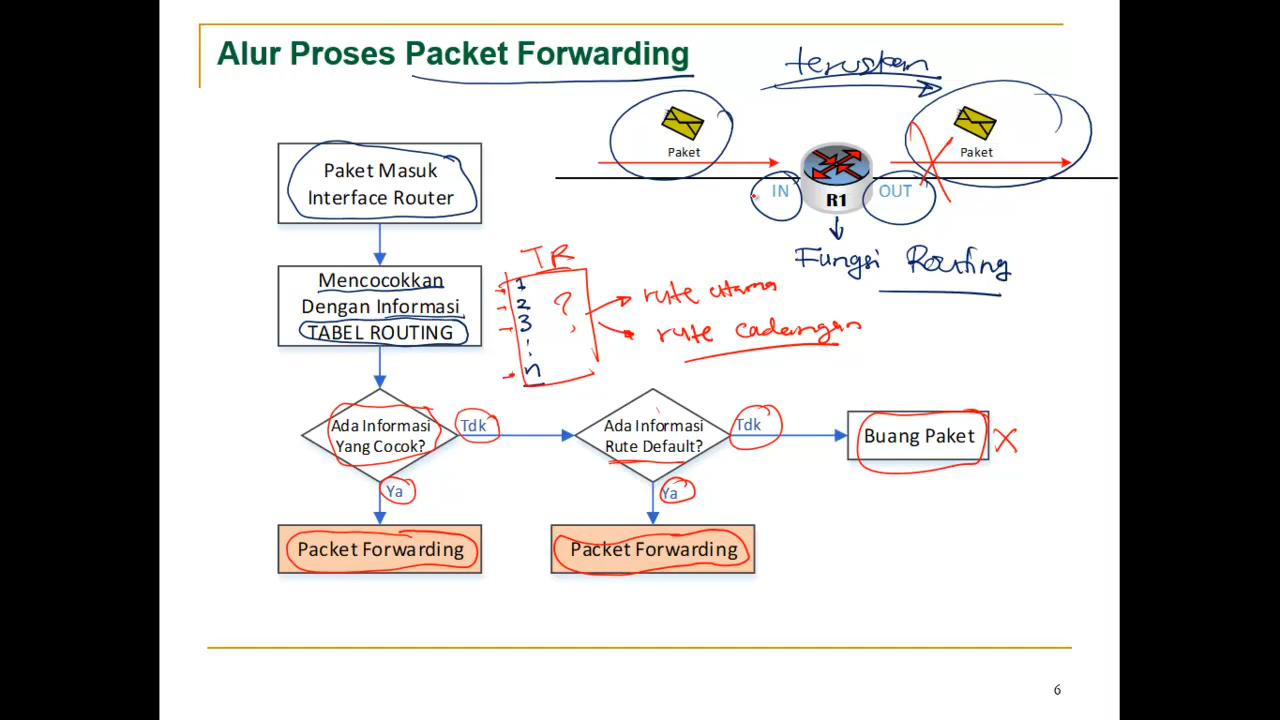 Alur Proses Packet Forwarding
teruskan
Paket
Paket
IN
OUT
R1
Fungsi Routing
Paket Masuk
Interface Router
Mencocokkan
Dengan Informasi
TABEL ROUTING
TR
1
2
3
n
?
rute utama
rute cadangan
Ada Informasi
Yang Cocok?
Tdk
Ada Informasi
Rute Default?
Tdk
Buang Paket
X
Ya
Ya
Packet Forwarding
Packet Forwarding
6